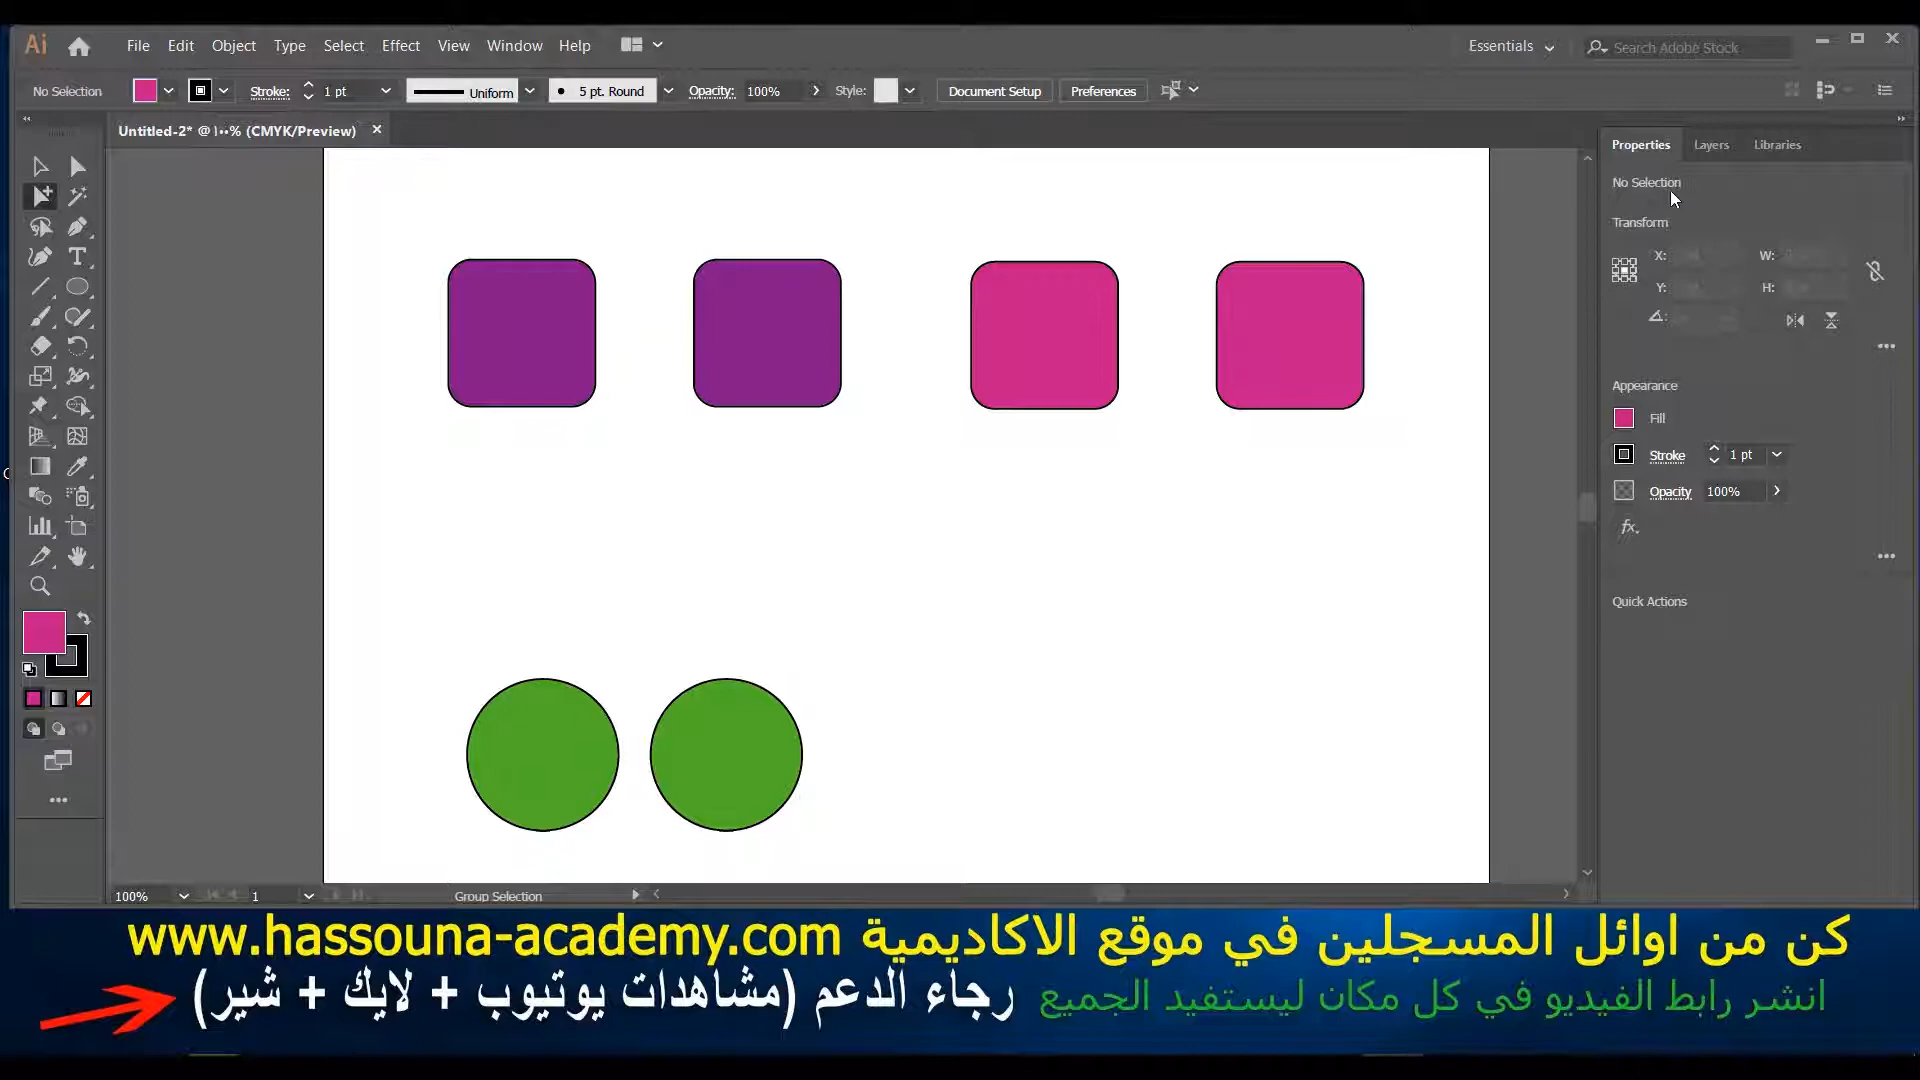 Ai File Edit Object Type Select Effect View Window Help Essentials Search Adobe Stock
No Selection Stroke: 1 pt Uniform 5 pt. Round Opacity: 100% Style: Document Setup Preferences
Untitled-2* @ ١٠٠% (CMYK/Preview)
Properties Layers Libraries
No Selection
Transform
X: W:
Y: H:
Appearance
Fill
Stroke 1 pt
Opacity 100%
fx.
Quick Actions
100% 1 Group Selection
كن من اوائل المسجلين في موقع الاكاديمية www.hassouna-academy.com
انشر رابط الفيديو في كل مكان ليستفيد الجميع رجاء الدعم (مشاهدات يوتيوب + لايك + شير)